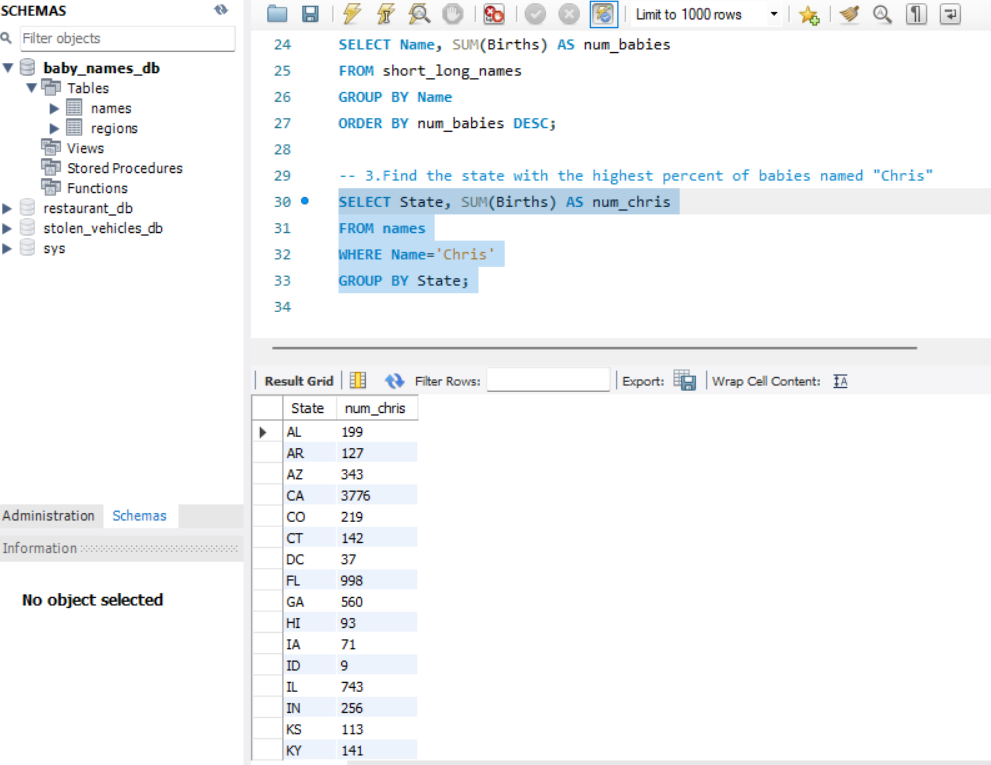 SCHEMAS
Filter objects
baby_names_db
Tables
names
regions
Views
Stored Procedures
Functions
restaurant_db
stolen_vehicles_db
sys
Administration Schemas
Information
No object selected
Limit to 1000 rows
24 SELECT Name, SUM(Births) AS num_babies
25 FROM short_long_names
26 GROUP BY Name
27 ORDER BY num_babies DESC;
28
29 -- 3.Find the state with the highest percent of babies named "Chris"
30 SELECT State, SUM(Births) AS num_chris
31 FROM names
32 WHERE Name='Chris'
33 GROUP BY State;
34
Result Grid Filter Rows: Export: Wrap Cell Content: IA
State num_chris
AL 199
AR 127
AZ 343
CA 3776
CO 219
CT 142
DC 37
FL 998
GA 560
HI 93
IA 71
ID 9
IL 743
IN 256
KS 113
KY 141